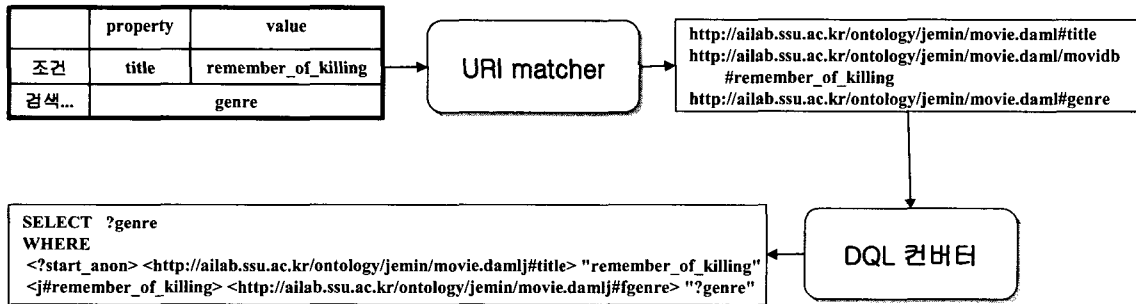 property value
조건 title remember_of_killing
검색... genre
URI matcher
http://ailab.ssu.ac.kr/ontology/jemin/movie.daml#title
http://ailab.ssu.ac.kr/ontology/jemin/movie.daml/movidb
#remember_of_killing
http://ailab.ssu.ac.kr/ontology/jemin/movie.daml#genre
DQL 컨버터
SELECT ?genre
WHERE
<?start_anon> <http://ailab.ssu.ac.kr/ontology/jemin/movie.damlj#title> "remember_of_killing"
<j#remember_of_killing> <http://ailab.ssu.ac.kr/ontology/jemin/movie.damlj#fgenre> "?genre"